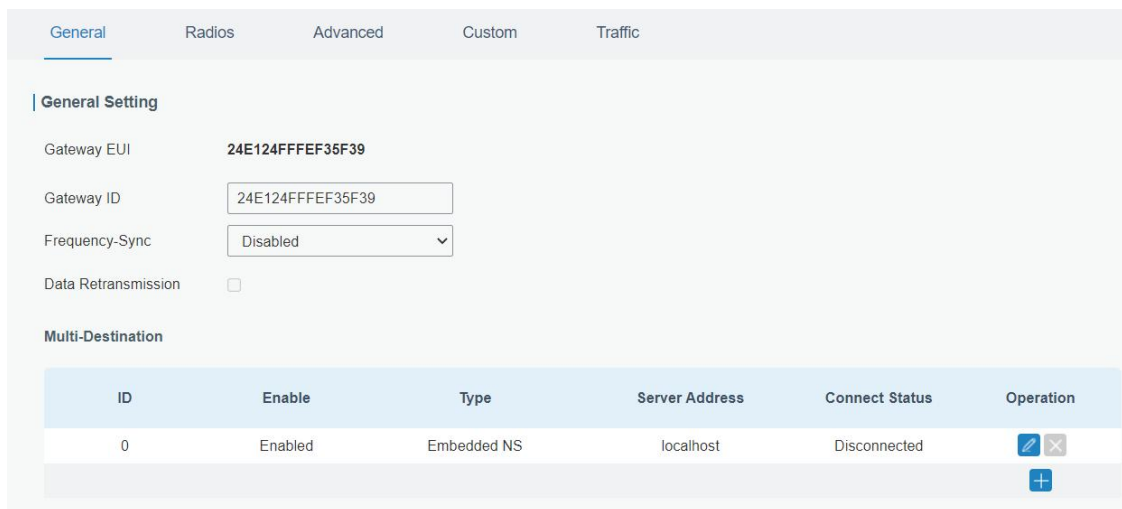 General Radios Advanced Custom Traffic
General Setting
Gateway EUI 24E124FFFEF35F39
Gateway ID 24E124FFFEF35F39
Frequency-Sync Disabled
Data Retransmission
Multi-Destination
ID Enable Type Server Address Connect Status Operation
0 Enabled Embedded NS localhost Disconnected